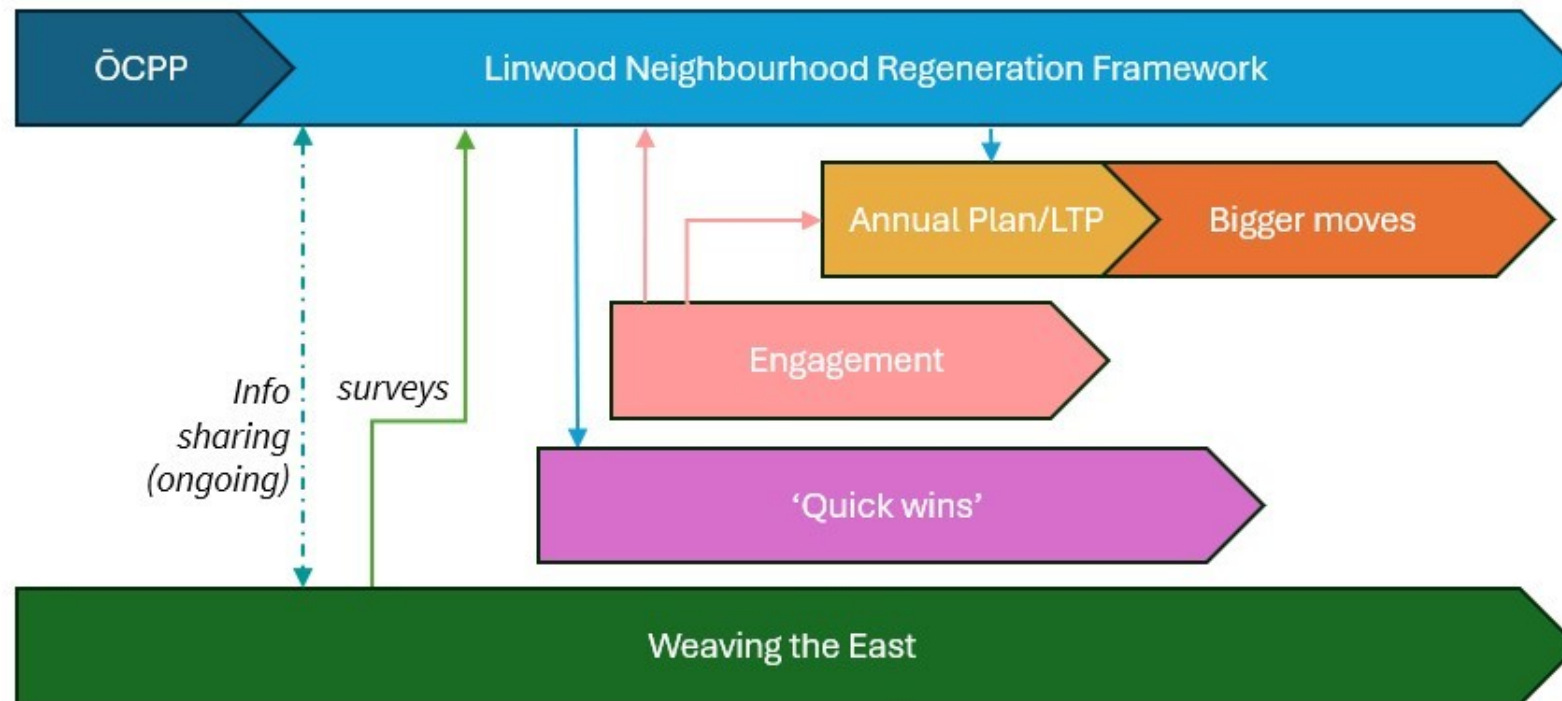 ŌCPP
Linwood Neighbourhood Regeneration Framework
Annual Plan/LTP
Bigger moves
Engagement
Info
sharing
(ongoing)
surveys
‘Quick wins’
Weaving the East